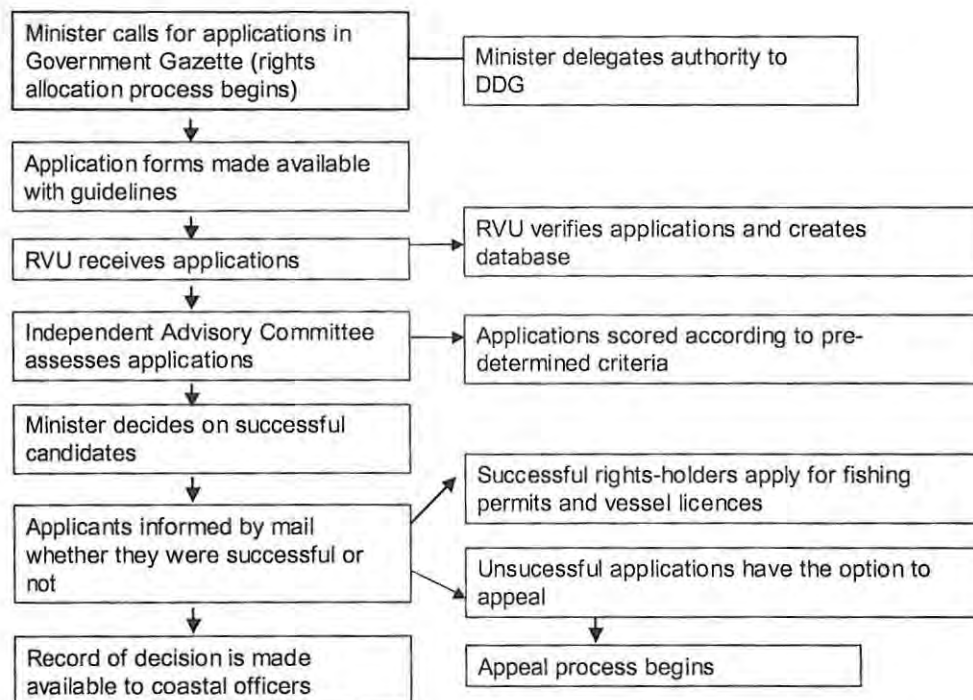 Minister calls for applications in
Government Gazette (rights
allocation process begins)
Minister delegates authority to
DDG
Application forms made available
with guidelines
RVU receives applications
RVU verifies applications and creates
database
Independent Advisory Committee
assesses applications
Applications scored according to pre-
determined criteria
Minister decides on successful
candidates
Applicants informed by mail
whether they were successful or
not
Successful rights-holders apply for fishing
permits and vessel licences
Unsucessful applications have the option to
appeal
Appeal process begins
Record of decision is made
available to coastal officers